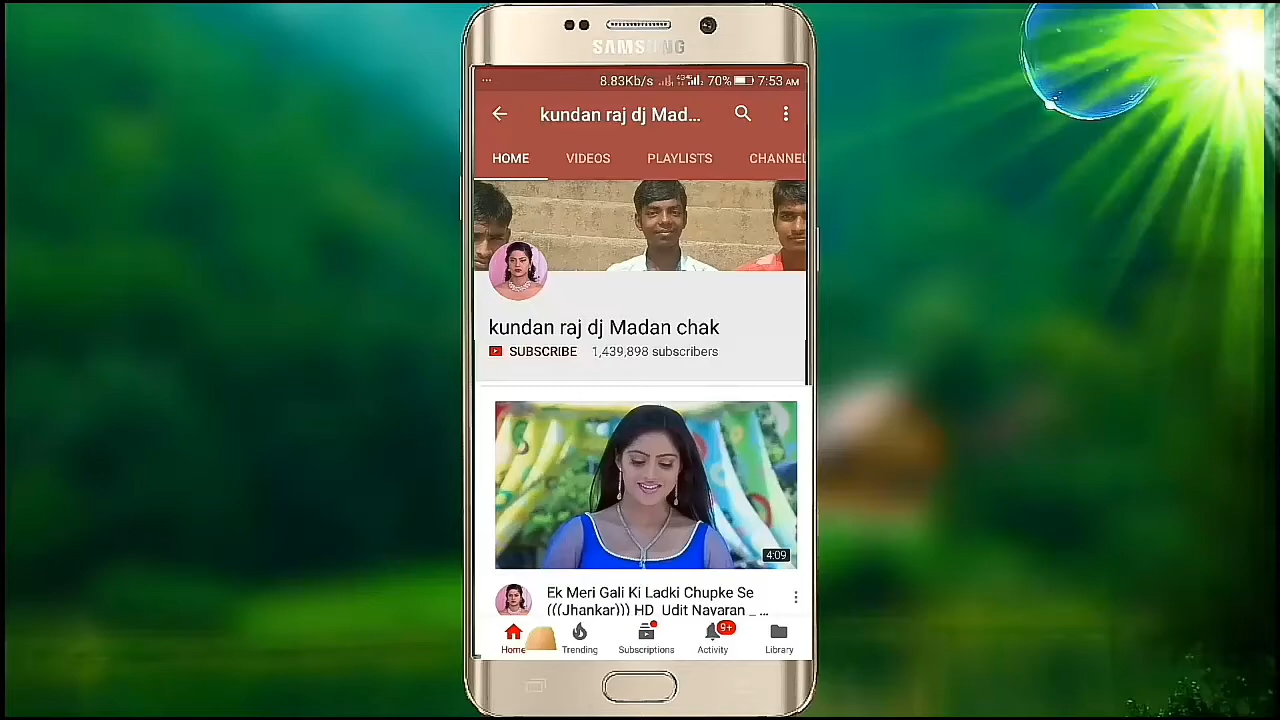 SAMSUNG
... 8.83Kb/s 70% 7:53 AM
kundan raj dj Mad...
HOME VIDEOS PLAYLISTS CHANNEL
kundan raj dj Madan chak
SUBSCRIBE 1,439,898 subscribers
4:09
Ek Meri Gali Ki Ladki Chupke Se
(((Jhankar))) HD_Udit Narayan _ ...
9+
Home Trending Subscriptions Activity Library